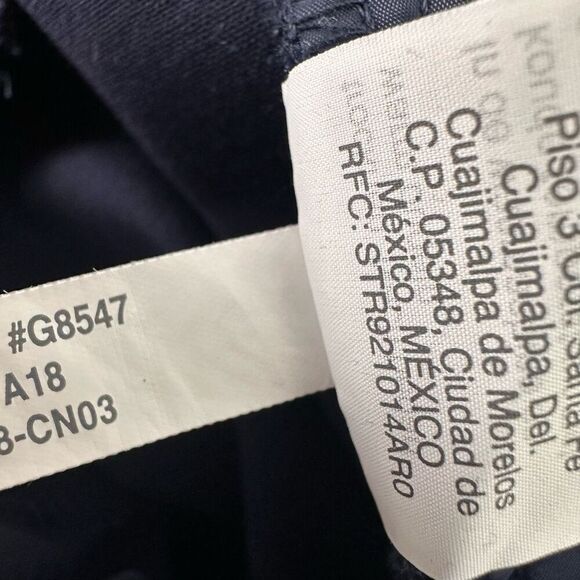 #G8547
A18
8-CN03
Piso 3 Col. Santa Fe
Cuajimalpa, Del.
Cuajimalpa de Morelos
C.P. 05348, Ciudad de
México, MÉXICO
RFC: STR921014AR0